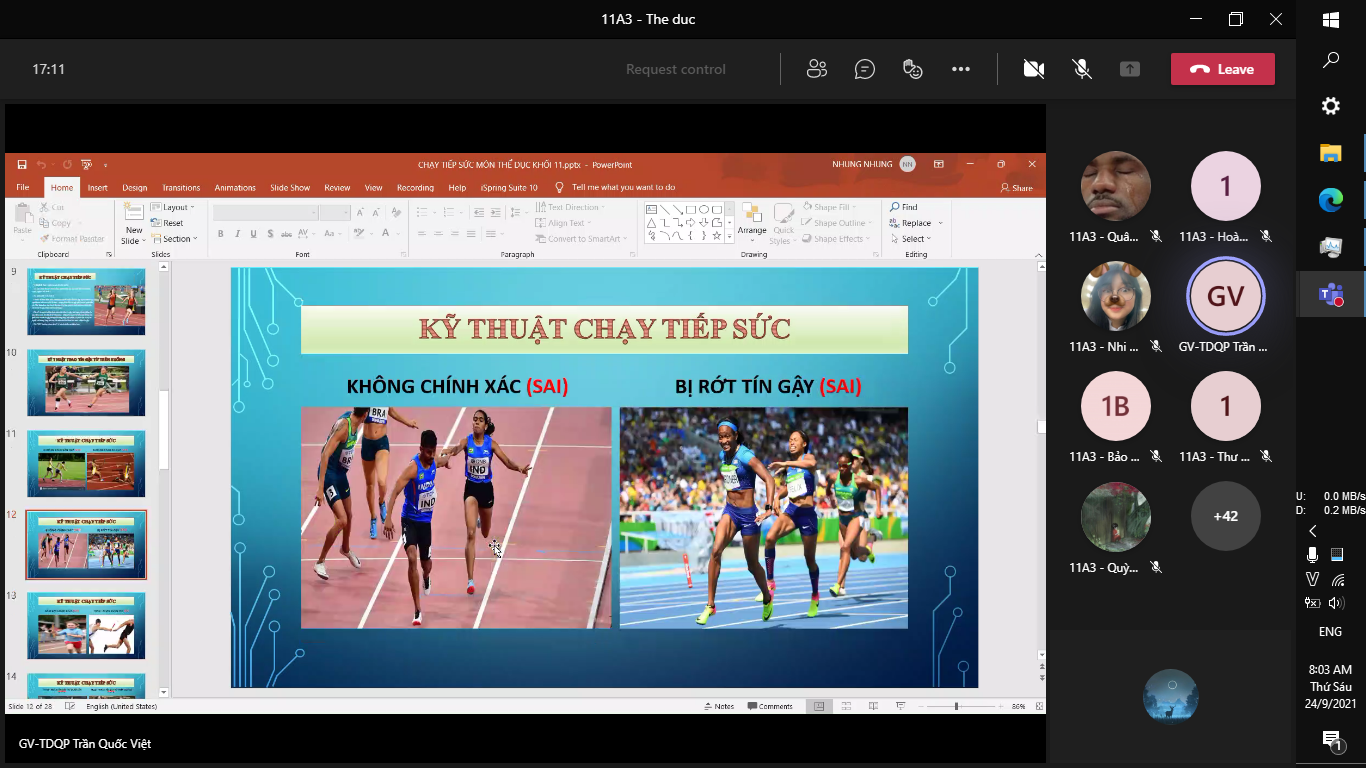 11A3 - The duc
17:11
Request control
Leave
CHẠY TIẾP SỨC MÔN THỂ DỤC KHỐI 11.pptx - PowerPoint
NHUNG NHUNG
NN
File Home Insert Design Transitions Animations Slide Show Review View Recording Help iSpring Suite 10 Tell me what you want to do
Share
Paste
Cut
Copy
Format Painter
Clipboard
New
Slide
Layout
Reset
Section
Slides
Font
Text Direction
Align Text
Convert to SmartArt
Paragraph
Arrange
Quick
Styles
Shape Fill
Shape Outline
Shape Effects
Drawing
Find
Replace
Select
Editing
9
10
11
12
13
14
KỸ THUẬT CHẠY TIẾP SỨC
KHÔNG CHÍNH XÁC (SAI)
BỊ RỚT TÍN GẬY (SAI)
BRA
IND
IND
Slide 12 of 28
English (United States)
Notes
Comments
86%
GV-TDQP Trần Quốc Việt
11A3 - Quâ...
1
11A3 - Hoà...
11A3 - Nhi ...
GV
GV-TDQP Trần ...
1B
11A3 - Bảo ...
1
11A3 - Thư ...
11A3 - Quỳ...
+42
U: 0.0 MB/s
D: 0.2 MB/s
ENG
8:03 AM
Thứ Sáu
24/9/2021
1